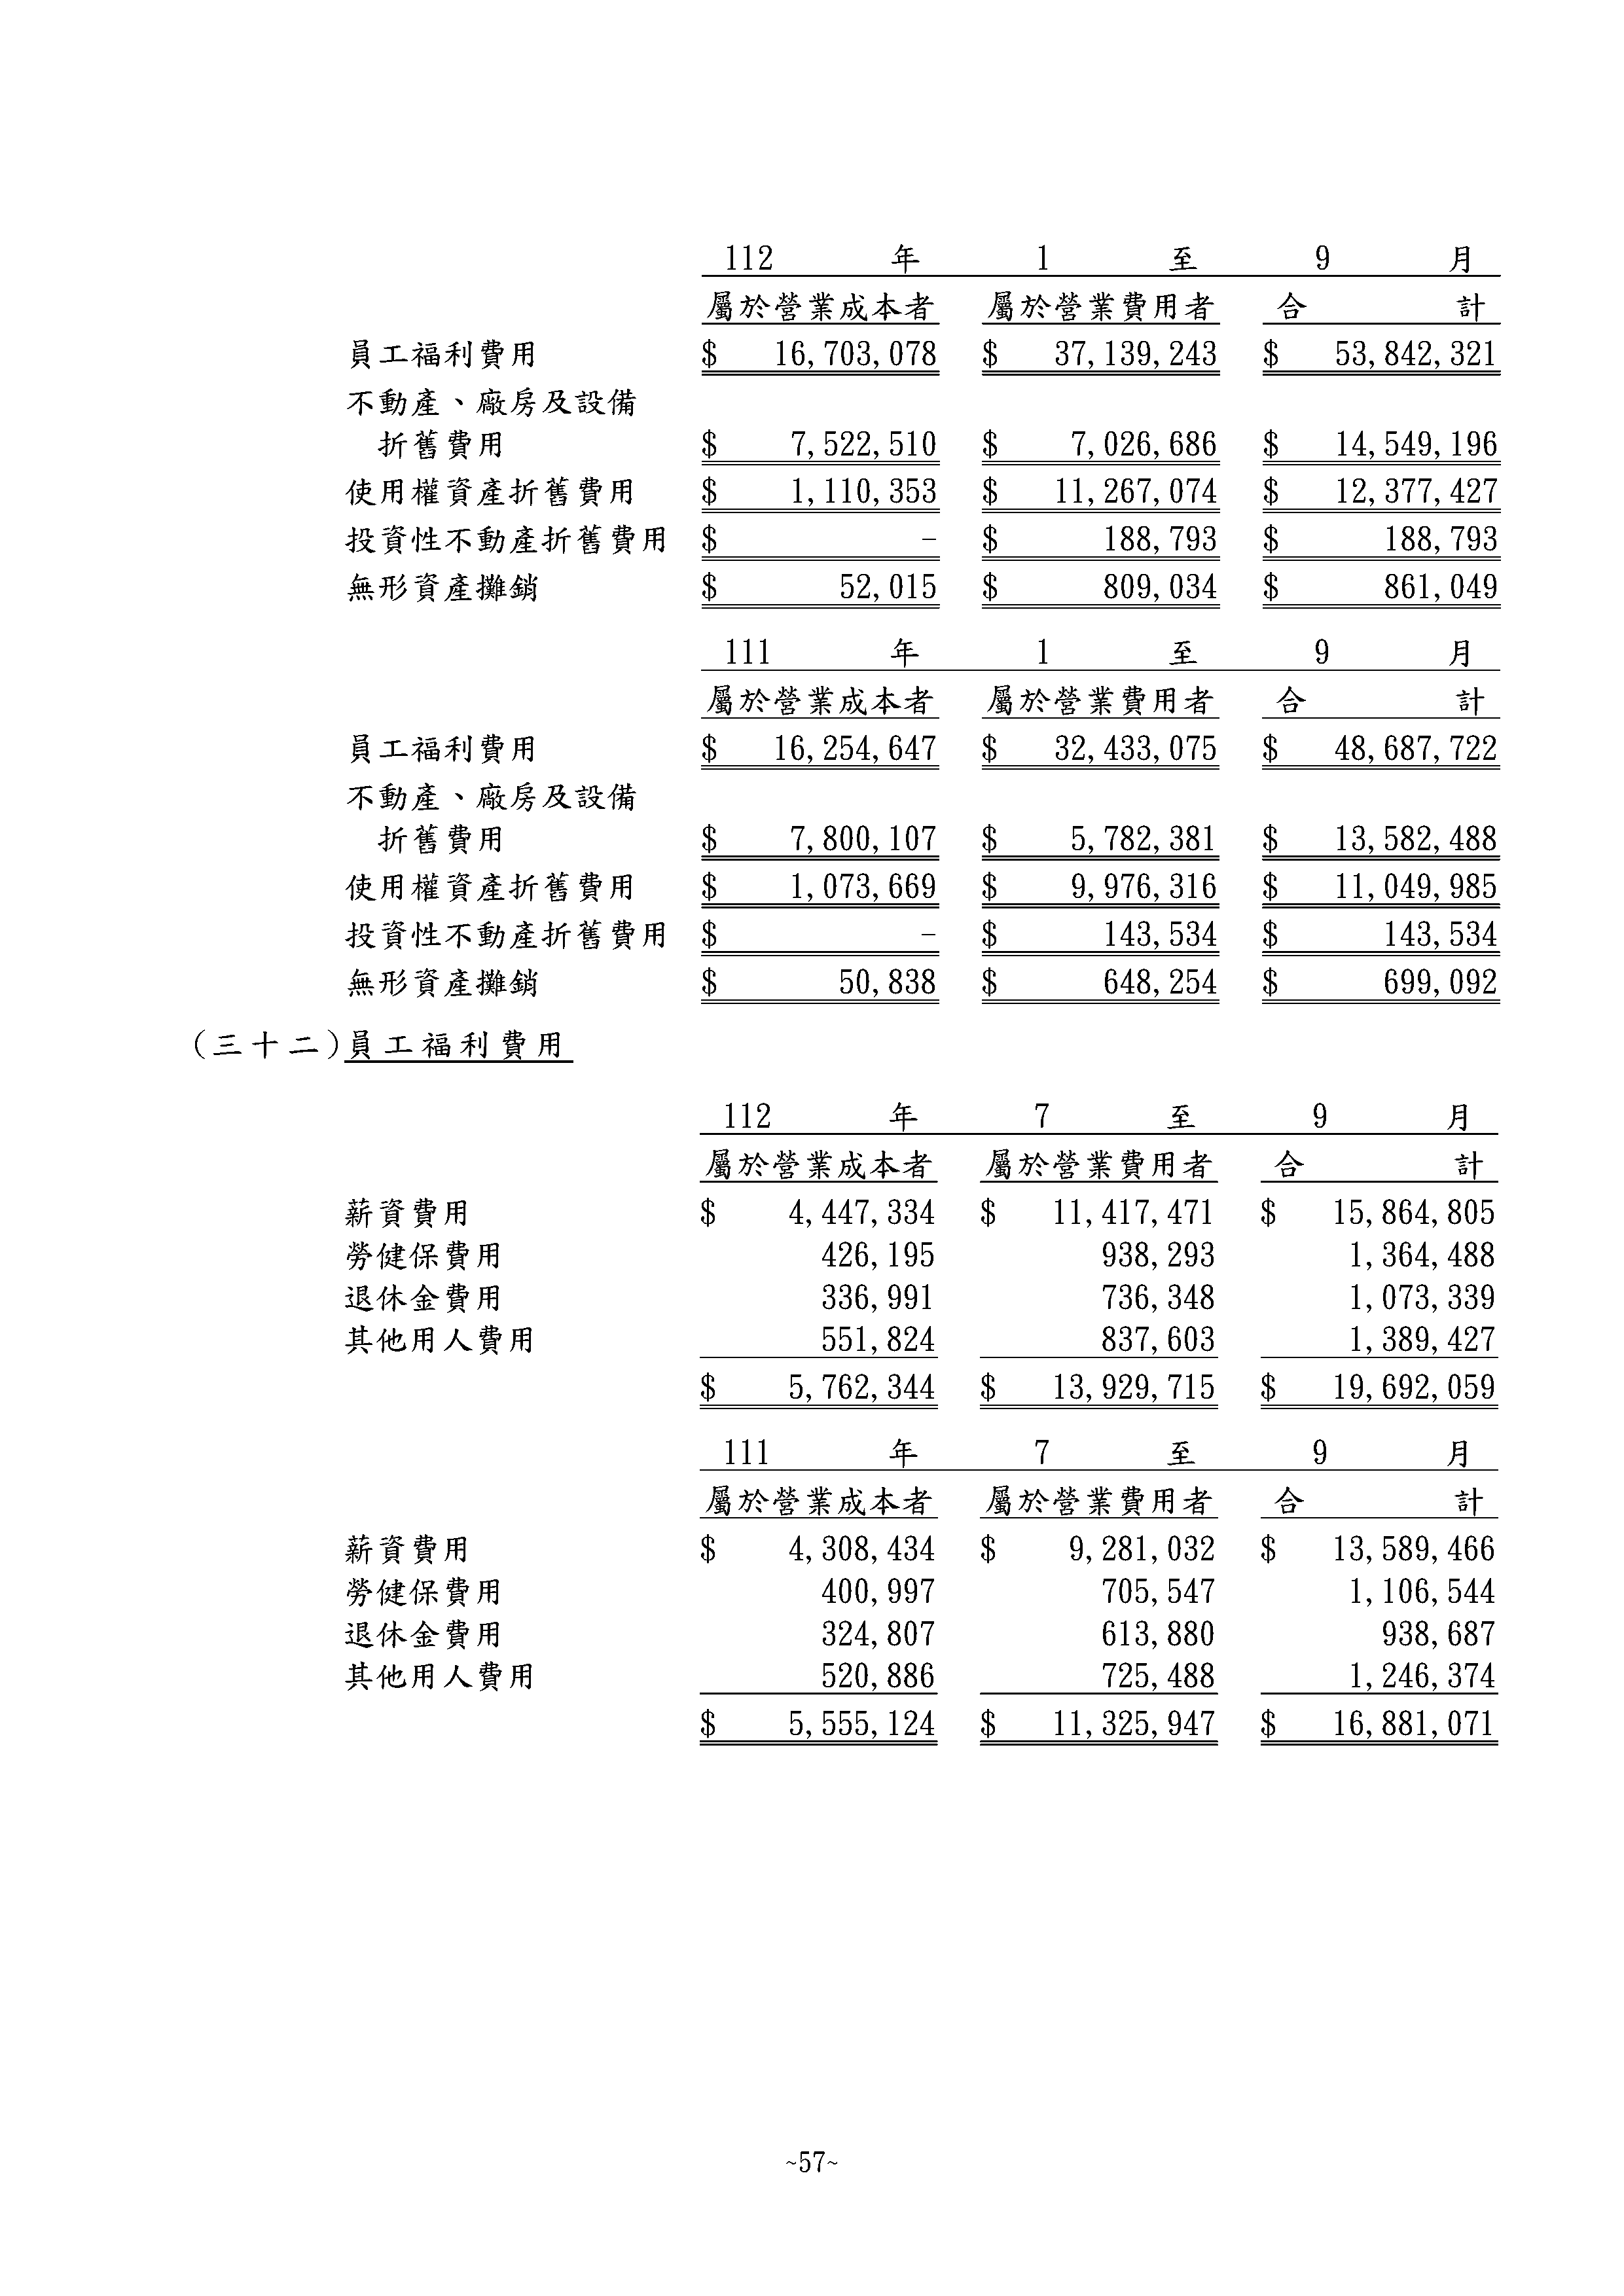 112 年 1 至 9 月
屬於營業成本者 屬於營業費用者 合 計
員工福利費用 $ 16,703,078 $ 37,139,243 $ 53,842,321
不動產、廠房及設備
折舊費用 $ 7,522,510 $ 7,026,686 $ 14,549,196
使用權資產折舊費用 $ 1,110,353 $ 11,267,074 $ 12,377,427
投資性不動產折舊費用 $ - $ 188,793 $ 188,793
無形資產攤銷 $ 52,015 $ 809,034 $ 861,049
111 年 1 至 9 月
屬於營業成本者 屬於營業費用者 合 計
員工福利費用 $ 16,254,647 $ 32,433,075 $ 48,687,722
不動產、廠房及設備
折舊費用 $ 7,800,107 $ 5,782,381 $ 13,582,488
使用權資產折舊費用 $ 1,073,669 $ 9,976,316 $ 11,049,985
投資性不動產折舊費用 $ - $ 143,534 $ 143,534
無形資產攤銷 $ 50,838 $ 648,254 $ 699,092
(三十二)員工福利費用
112 年 7 至 9 月
屬於營業成本者 屬於營業費用者 合 計
薪資費用 $ 4,447,334 $ 11,417,471 $ 15,864,805
勞健保費用 426,195 938,293 1,364,488
退休金費用 336,991 736,348 1,073,339
其他用人費用 551,824 837,603 1,389,427
$ 5,762,344 $ 13,929,715 $ 19,692,059
111 年 7 至 9 月
屬於營業成本者 屬於營業費用者 合 計
薪資費用 $ 4,308,434 $ 9,281,032 $ 13,589,466
勞健保費用 400,997 705,547 1,106,544
退休金費用 324,807 613,880 938,687
其他用人費用 520,886 725,488 1,246,374
$ 5,555,124 $ 11,325,947 $ 16,881,071
~57~